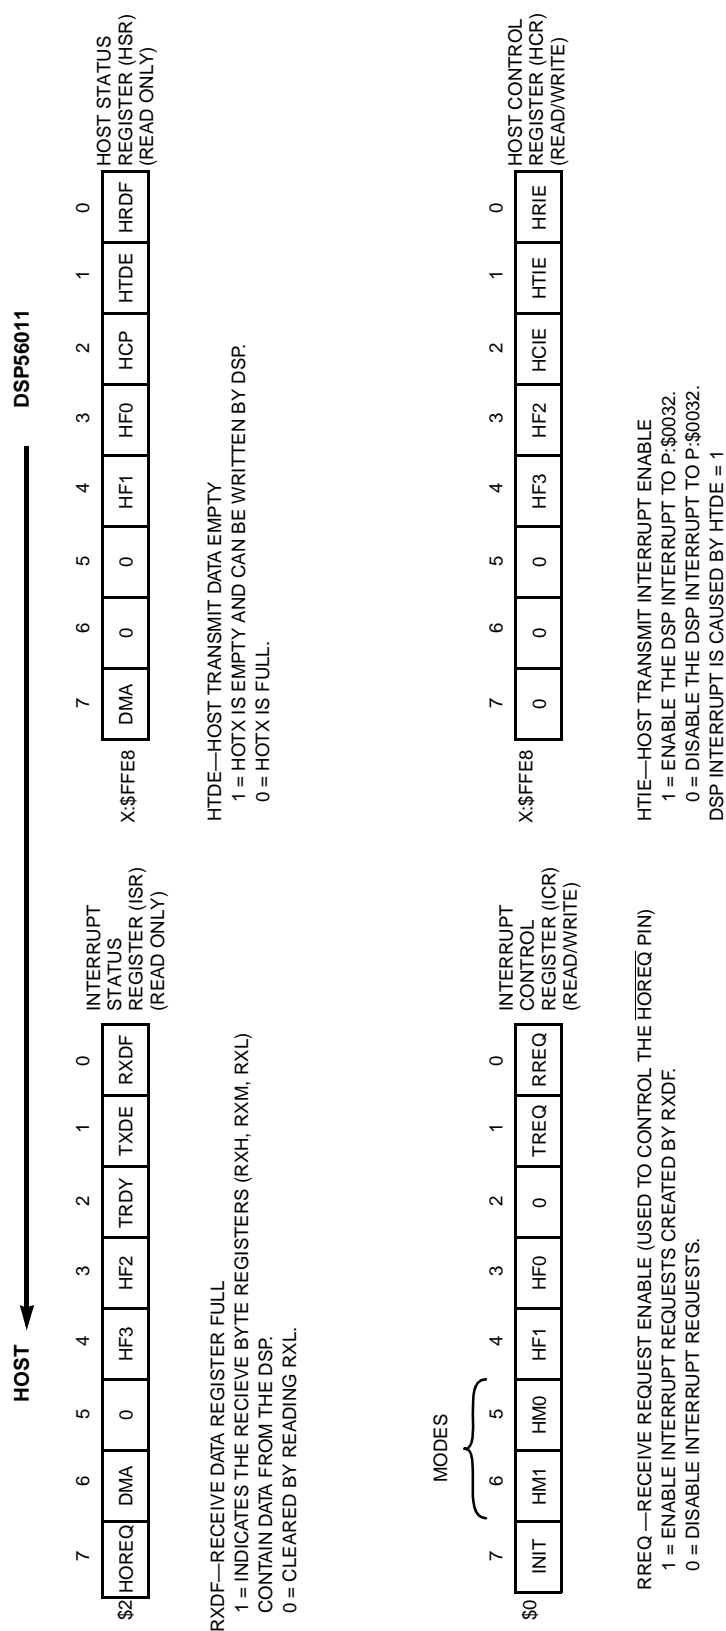 HOST DSP56011
7 6 5 4 3 2 1 0
$2 HOREQ DMA 0 HF3 HF2 TRDY TXDE RXDF
INTERRUPT
STATUS
REGISTER (ISR)
(READ ONLY)
RXDF—RECEIVE DATA REGISTER FULL
1 = INDICATES THE RECIEVE BYTE REGISTERS (RXH, RXM, RXL)
CONTAIN DATA FROM THE DSP.
0 = CLEARED BY READING RXL.
7 6 5 4 3 2 1 0
X:$FFE8 DMA 0 0 HF1 HF0 HCP HTDE HRDF
HOST STATUS
REGISTER (HSR)
(READ ONLY)
HTDE—HOST TRANSMIT DATA EMPTY
1 = HOTX IS EMPTY AND CAN BE WRITTEN BY DSP.
0 = HOTX IS FULL.
MODES
7 6 5 4 3 2 1 0
$0 INIT HM1 HM0 HF1 HF0 0 TREQ RREQ
INTERRUPT
CONTROL
REGISTER (ICR)
(READ/WRITE)
RREQ —RECEIVE REQUEST ENABLE (USED TO CONTROL THE HOREQ PIN)
1 = ENABLE INTERRUPT REQUESTS CREATED BY RXDF.
0 = DISABLE INTERRUPT REQUESTS.
7 6 5 4 3 2 1 0
X:$FFE8 0 0 0 HF3 HF2 HCIE HTIE HRIE
HOST CONTROL
REGISTER (HCR)
(READ/WRITE)
HTIE—HOST TRANSMIT INTERRUPT ENABLE
1 = ENABLE THE DSP INTERRUPT TO P:$0032.
0 = DISABLE THE DSP INTERRUPT TO P:$0032.
DSP INTERRUPT IS CAUSED BY HTDE = 1